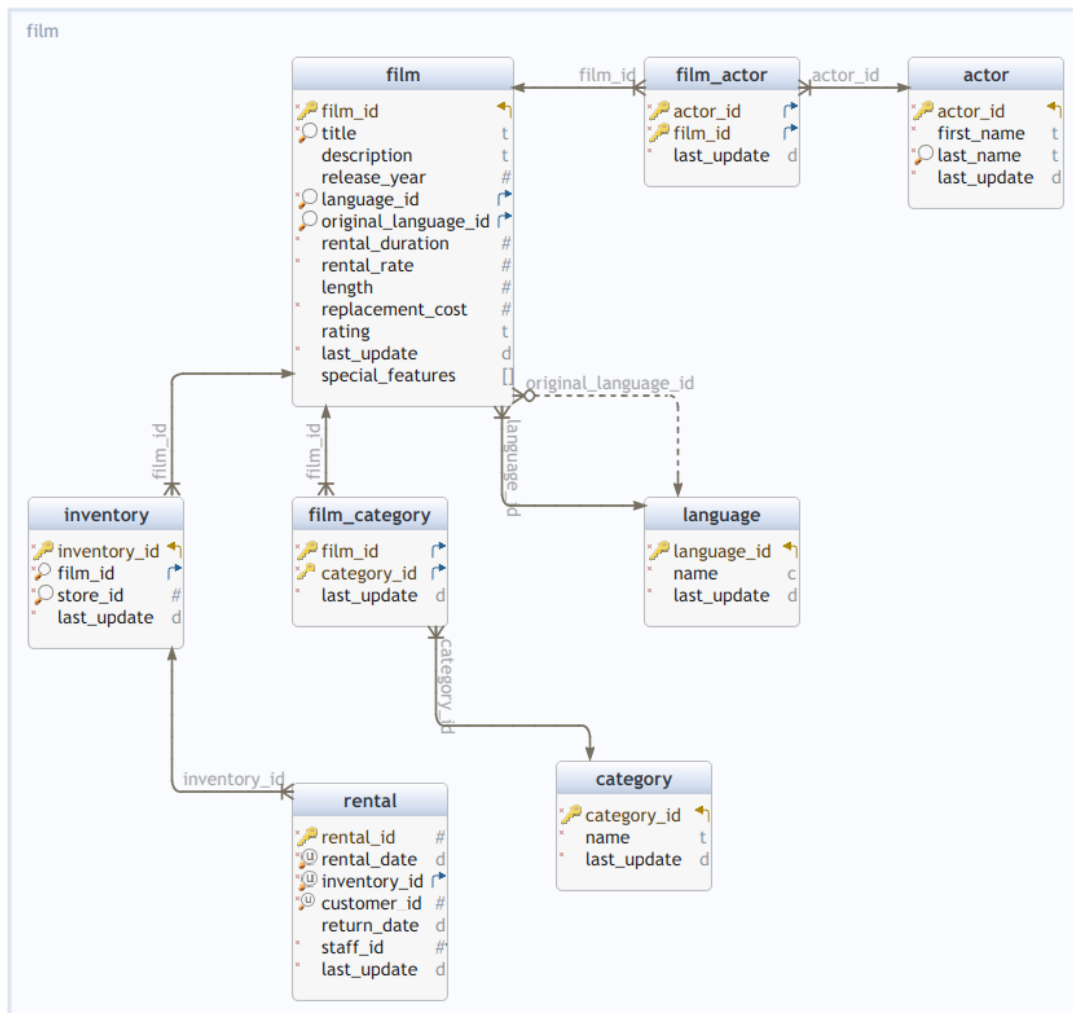 film
film
film_id
title t
description t
release_year #
language_id
original_language_id
rental_duration #
rental_rate #
length #
replacement_cost #
rating t
last_update d
special_features []
film_id
film_actor
actor_id
film_id
last_update d
actor_id
actor
actor_id
first_name t
last_name t
last_update d
original_language_id
language_id
film_id
film_id
inventory
inventory_id
film_id
store_id #
last_update d
film_category
film_id
category_id
last_update d
language
language_id
name c
last_update d
category_id
inventory_id
rental
rental_id #
u rental_date d
u inventory_id
u customer_id #
return_date d
staff_id #
last_update d
category
category_id
name t
last_update d